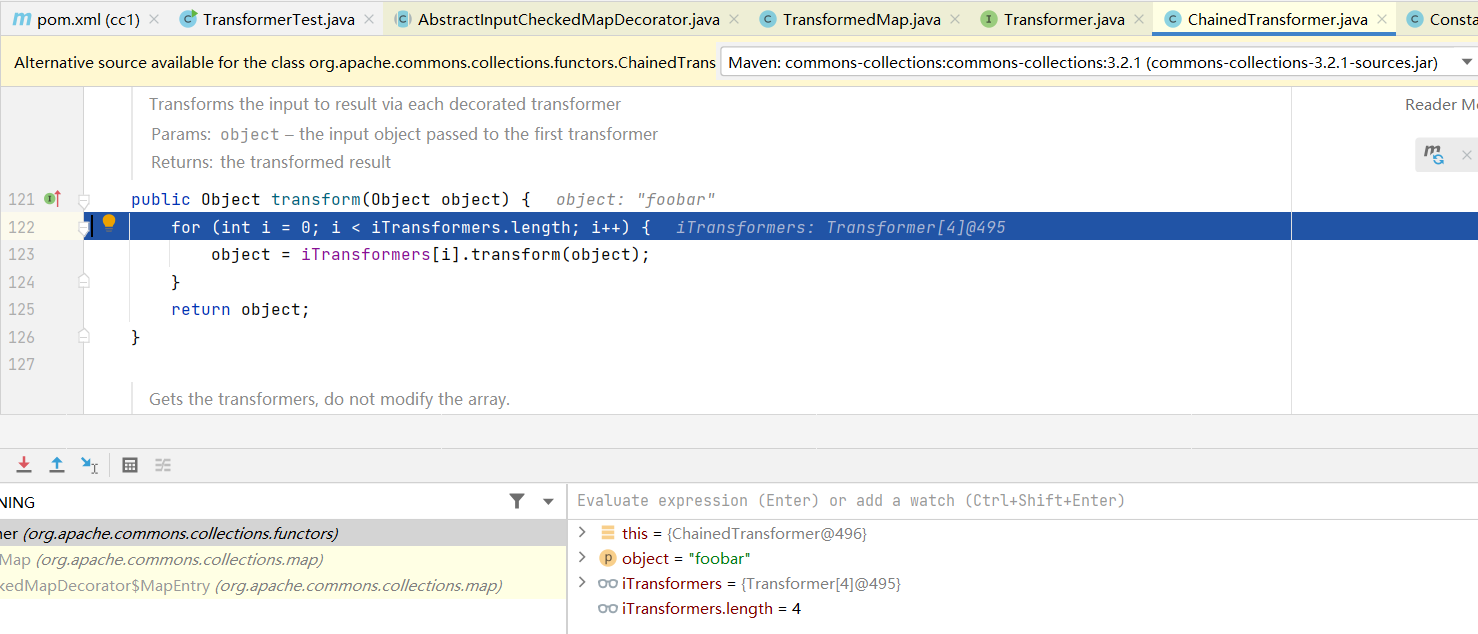 pom.xml (cc1) TransformerTest.java AbstractInputCheckedMapDecorator.java TransformedMap.java Transformer.java ChainedTransformer.java Consta
Alternative source available for the class org.apache.commons.collections.functors.ChainedTrans Maven: commons-collections:commons-collections:3.2.1 (commons-collections-3.2.1-sources.jar)
Transforms the input to result via each decorated transformer Reader Mo
Params: object – the input object passed to the first transformer
Returns: the transformed result
121 public Object transform(Object object) { object: "foobar"
122 for (int i = 0; i < iTransformers.length; i++) { iTransformers: Transformer[4]@495
123 object = iTransformers[i].transform(object);
124 }
125 return object;
126 }
127
Gets the transformers, do not modify the array.
NING
Evaluate expression (Enter) or add a watch (Ctrl+Shift+Enter)
ner (org.apache.commons.collections.functors)
Map (org.apache.commons.collections.map)
kedMapDecorator$MapEntry (org.apache.commons.collections.map)
this = {ChainedTransformer@496}
object = "foobar"
iTransformers = {Transformer[4]@495}
iTransformers.length = 4